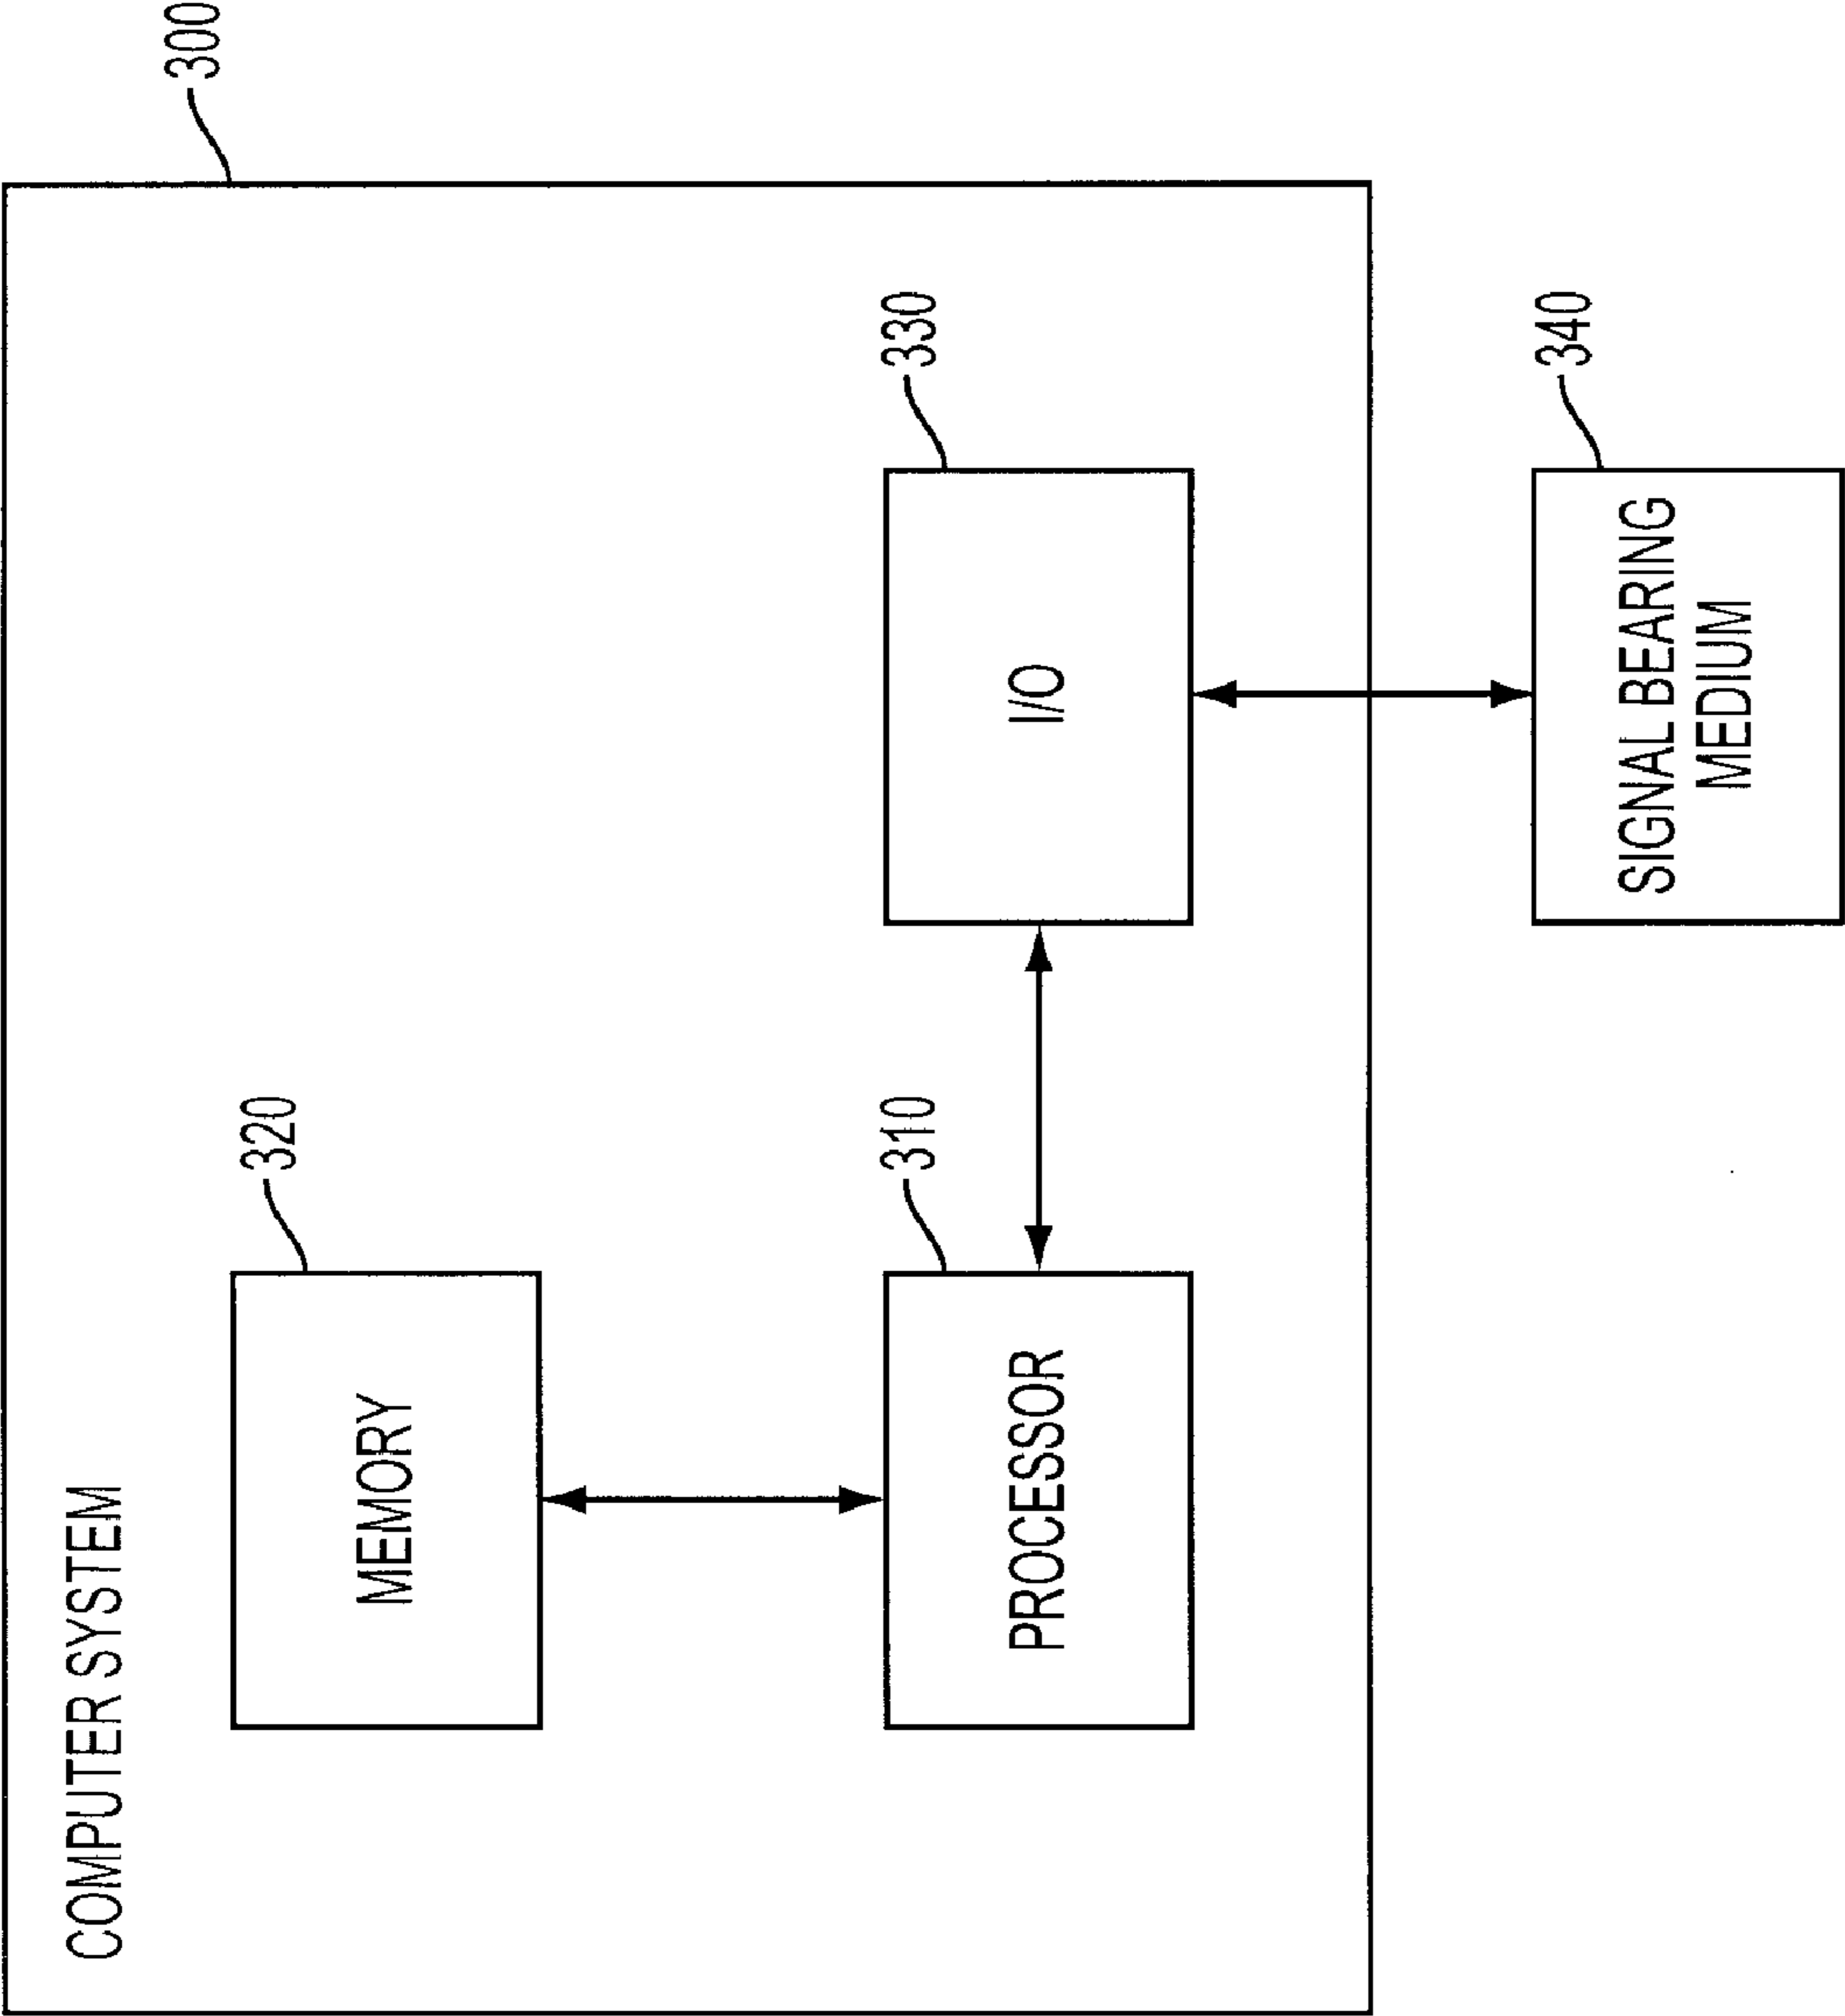 COMPUTER SYSTEM
300
MEMORY
320
PROCESSOR
310
I/O
330
SIGNAL BEARING
MEDIUM
340